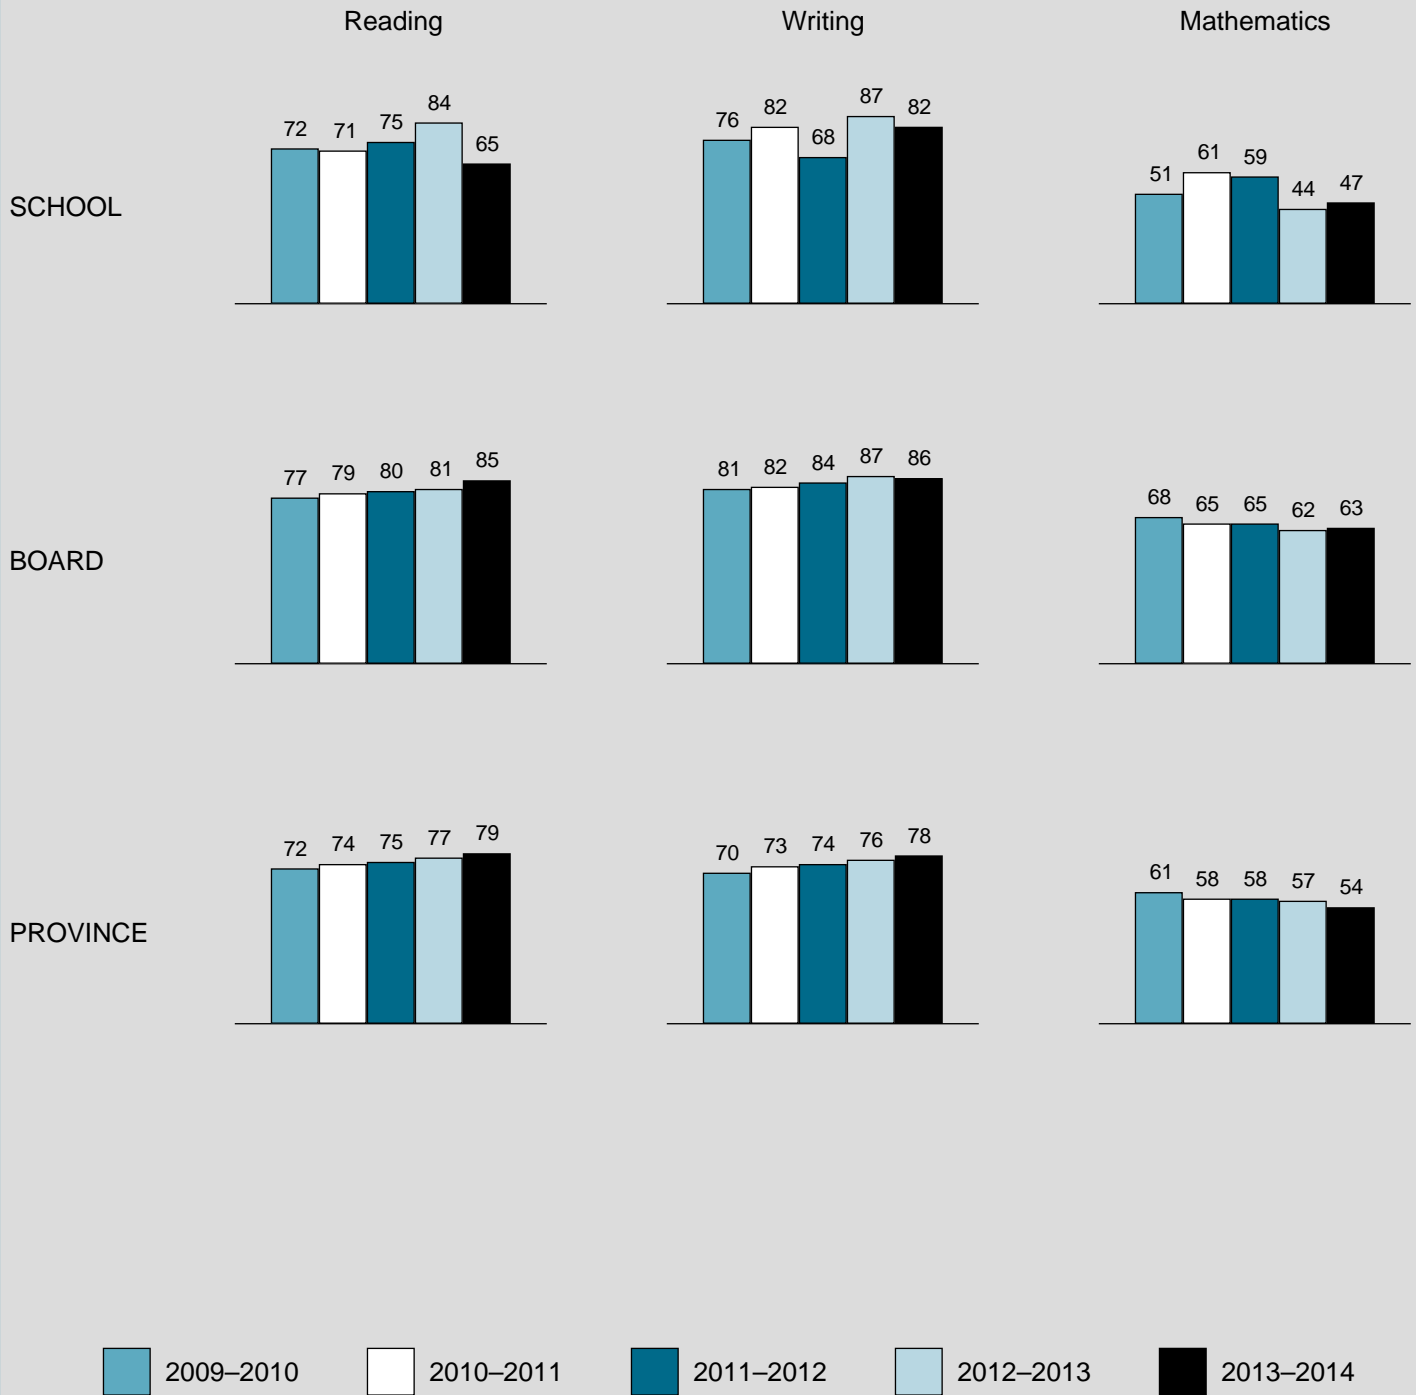 Reading Writing Mathematics
SCHOOL
72 71 75 84 65
76 82 68 87 82
51 61 59 44 47
BOARD
77 79 80 81 85
81 82 84 87 86
68 65 65 62 63
PROVINCE
72 74 75 77 79
70 73 74 76 78
61 58 58 57 54
2009–2010 2010–2011 2011–2012 2012–2013 2013–2014